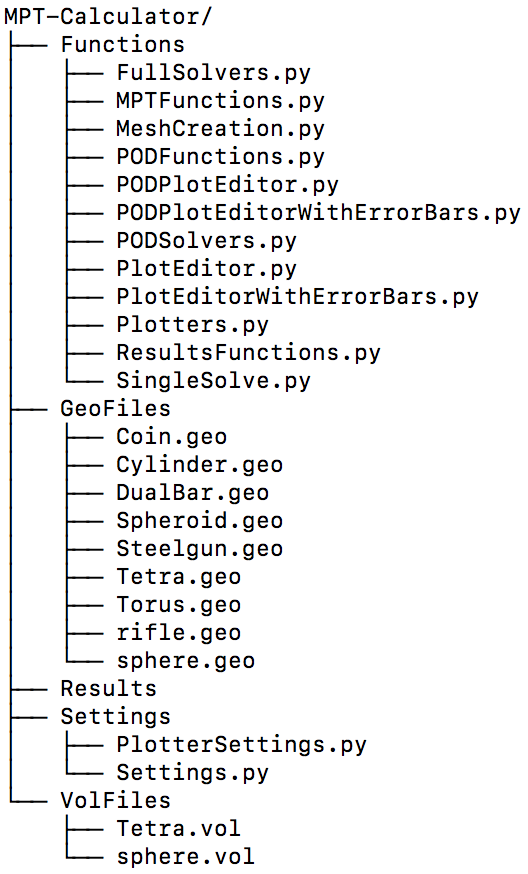 MPT-Calculator/
├── Functions
│   ├── FullSolvers.py
│   ├── MPTFunctions.py
│   ├── MeshCreation.py
│   ├── PODFunctions.py
│   ├── PODPlotEditor.py
│   ├── PODPlotEditorWithErrorBars.py
│   ├── PODSolvers.py
│   ├── PlotEditor.py
│   ├── PlotEditorWithErrorBars.py
│   ├── Plotters.py
│   ├── ResultsFunctions.py
│   └── SingleSolve.py
├── GeoFiles
│   ├── Coin.geo
│   ├── Cylinder.geo
│   ├── DualBar.geo
│   ├── Spheroid.geo
│   ├── Steelgun.geo
│   ├── Tetra.geo
│   ├── Torus.geo
│   ├── rifle.geo
│   └── sphere.geo
├── Results
├── Settings
│   ├── PlotterSettings.py
│   └── Settings.py
└── VolFiles
    ├── Tetra.vol
    └── sphere.vol